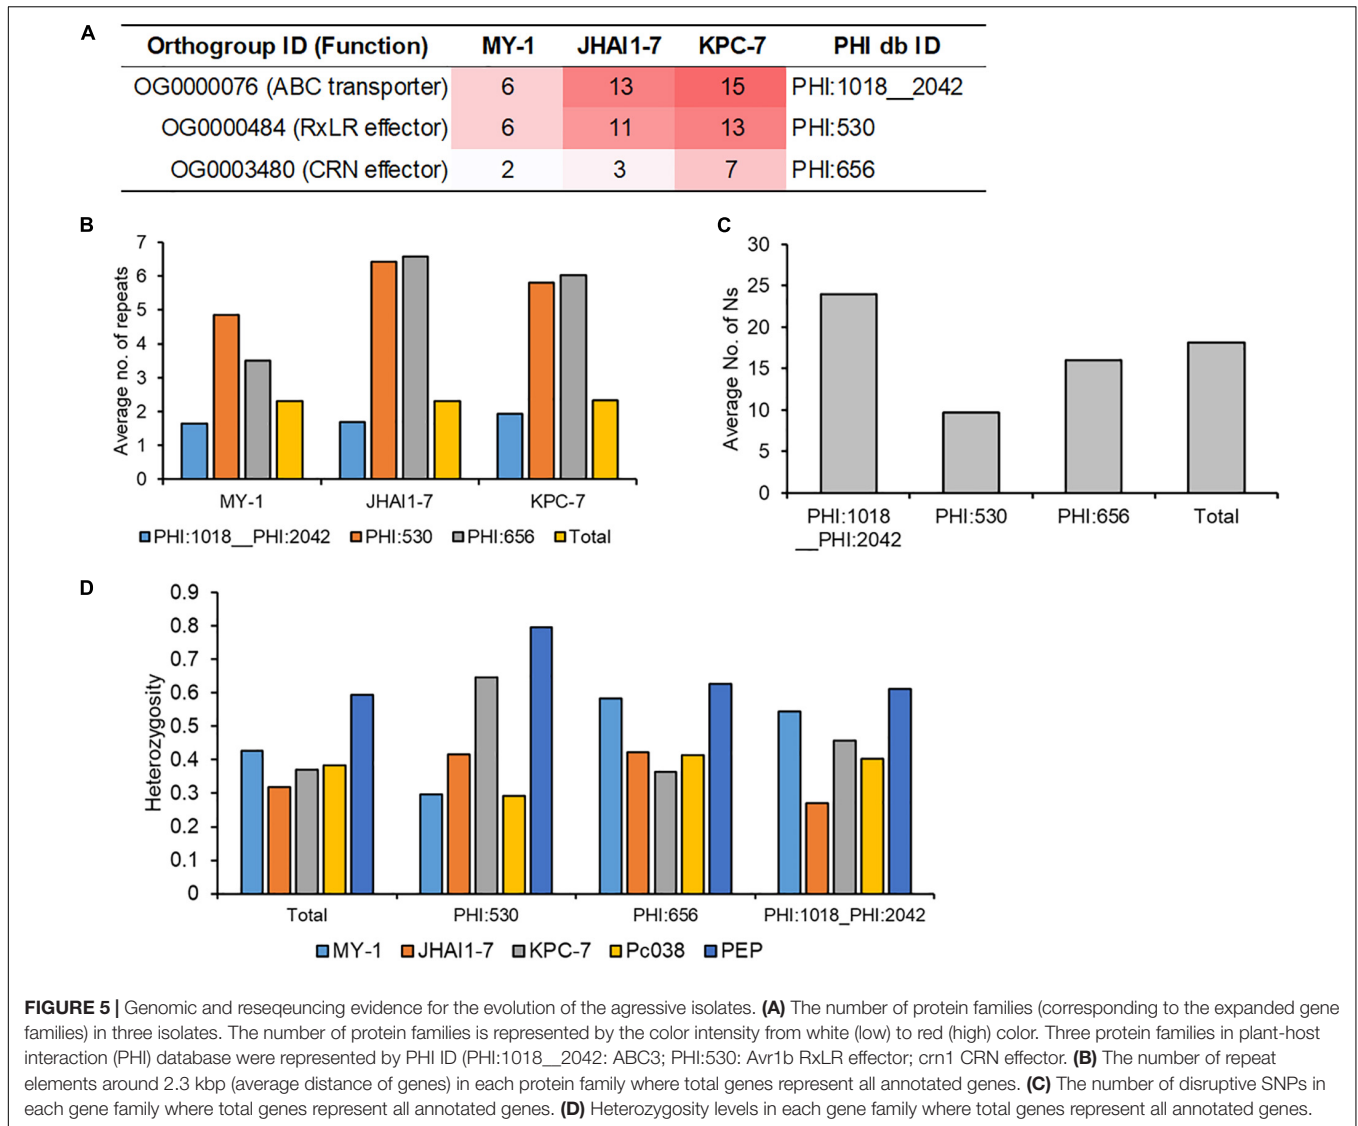 A
Orthogroup ID (Function) MY-1 JHAI1-7 KPC-7 PHI db ID
OG0000076 (ABC transporter) 6 13 15 PHI:1018__2042
OG0000484 (RxLR effector) 6 11 13 PHI:530
OG0003480 (CRN effector) 2 3 7 PHI:656
B
Average no. of repeats
7
6
5
4
3
2
1
0
MY-1 JHAI1-7 KPC-7
PHI:1018__PHI:2042 PHI:530 PHI:656 Total
C
Average No. of Ns
30
25
20
15
10
5
0
PHI:1018 PHI:530 PHI:656 Total
__PHI:2042
D
Heterozygosity
0.9
0.8
0.7
0.6
0.5
0.4
0.3
0.2
0.1
0
Total PHI:530 PHI:656 PHI:1018_PHI:2042
MY-1 JHAI1-7 KPC-7 Pc038 PEP
FIGURE 5 | Genomic and reseqeuncing evidence for the evolution of the agressive isolates. (A) The number of protein families (corresponding to the expanded gene
families) in three isolates. The number of protein families is represented by the color intensity from white (low) to red (high) color. Three protein families in plant-host
interaction (PHI) database were represented by PHI ID (PHI:1018__2042: ABC3; PHI:530: Avr1b RxLR effector; crn1 CRN effector. (B) The number of repeat
elements around 2.3 kbp (average distance of genes) in each protein family where total genes represent all annotated genes. (C) The number of disruptive SNPs in
each gene family where total genes represent all annotated genes. (D) Heterozygosity levels in each gene family where total genes represent all annotated genes.